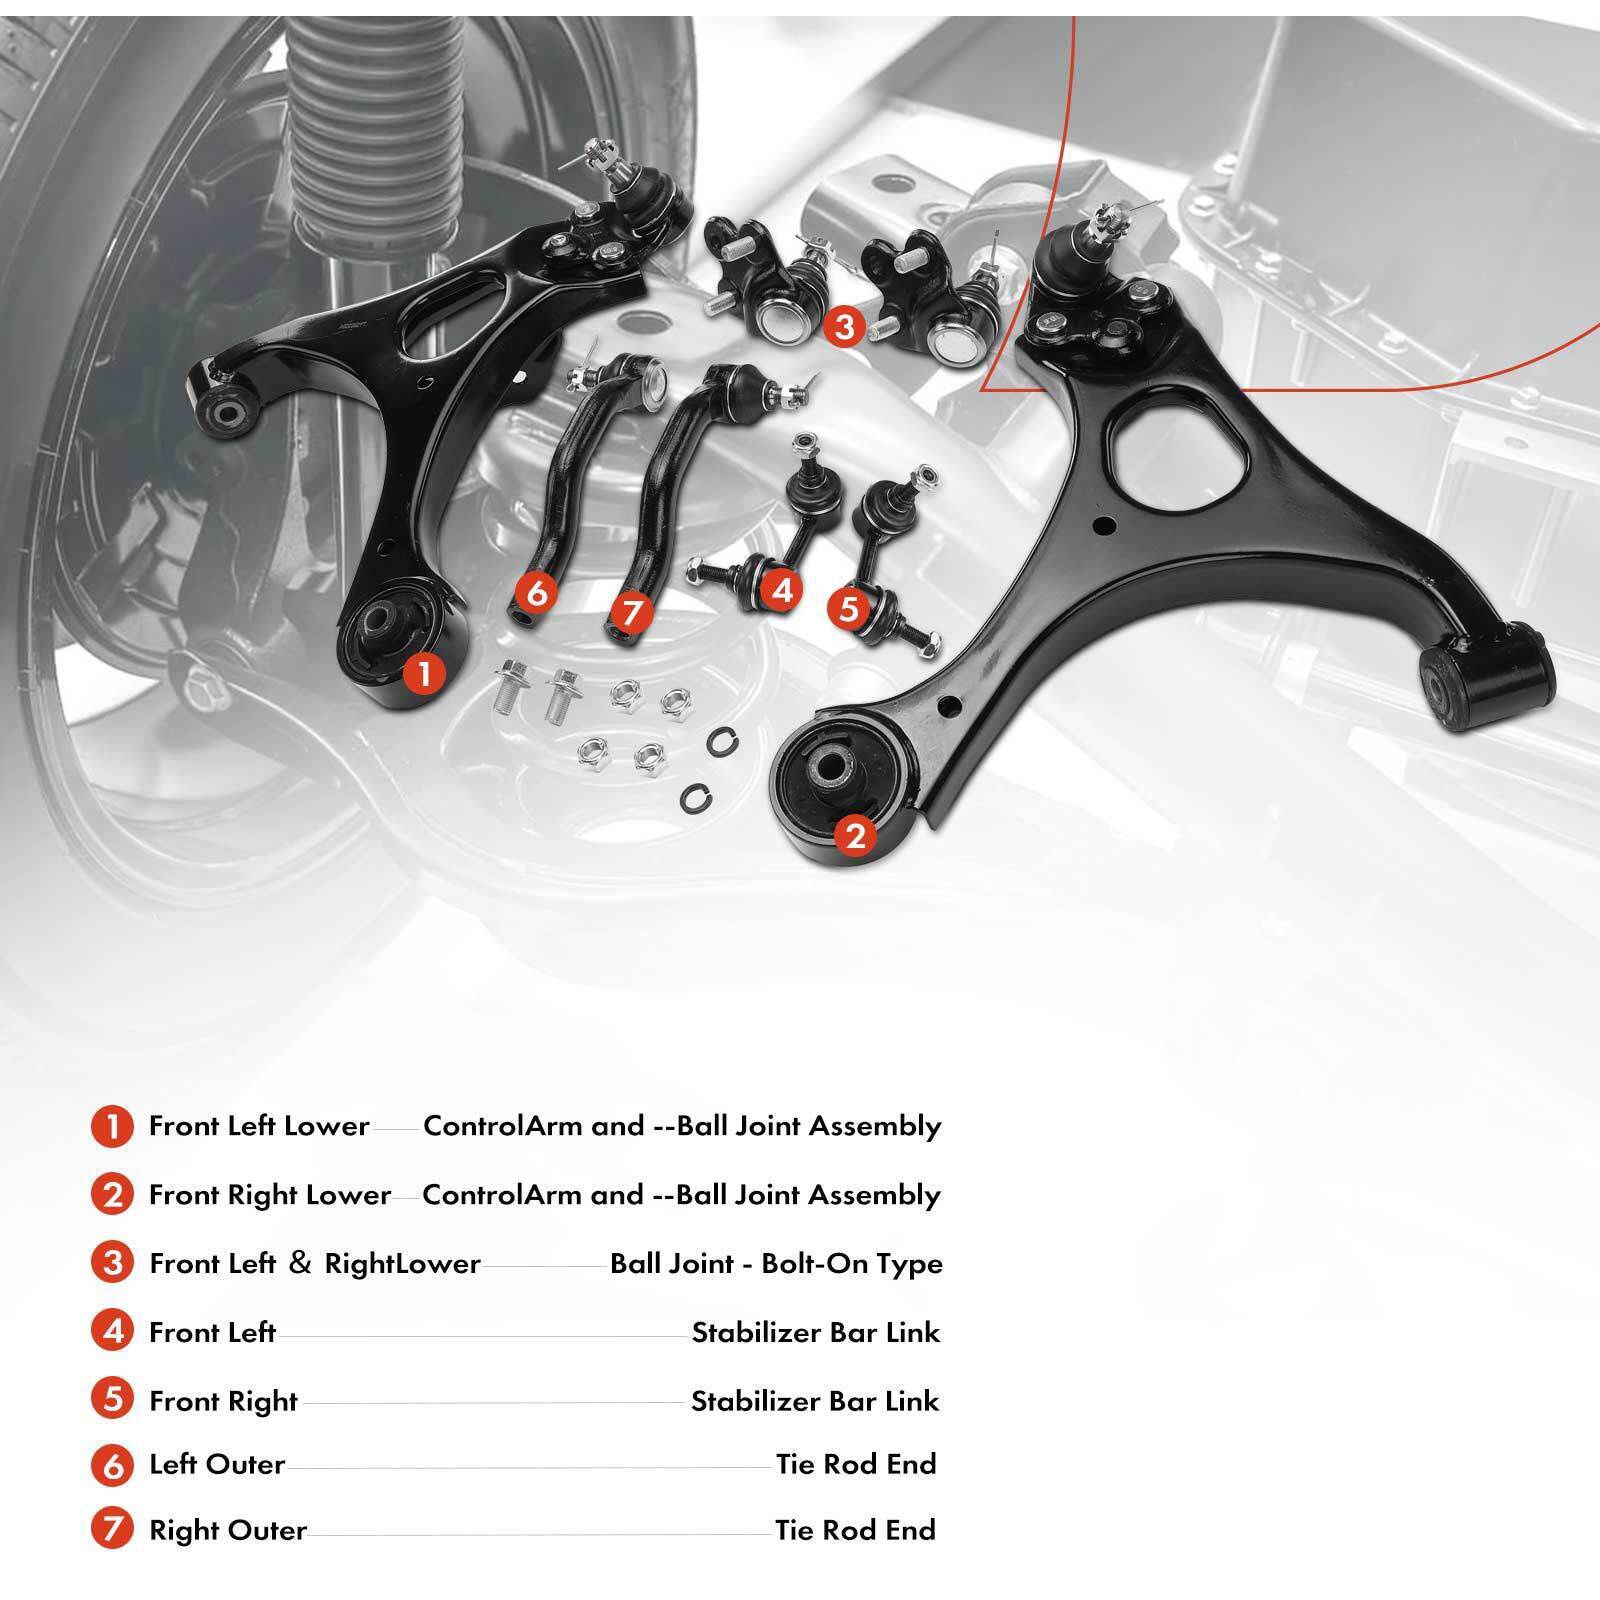 3
6
7
4
5
1
2
1 Front Left Lower ControlArm and --Ball Joint Assembly
2 Front Right Lower ControlArm and --Ball Joint Assembly
3 Front Left & RightLower Ball Joint - Bolt-On Type
4 Front Left Stabilizer Bar Link
5 Front Right Stabilizer Bar Link
6 Left Outer Tie Rod End
7 Right Outer Tie Rod End